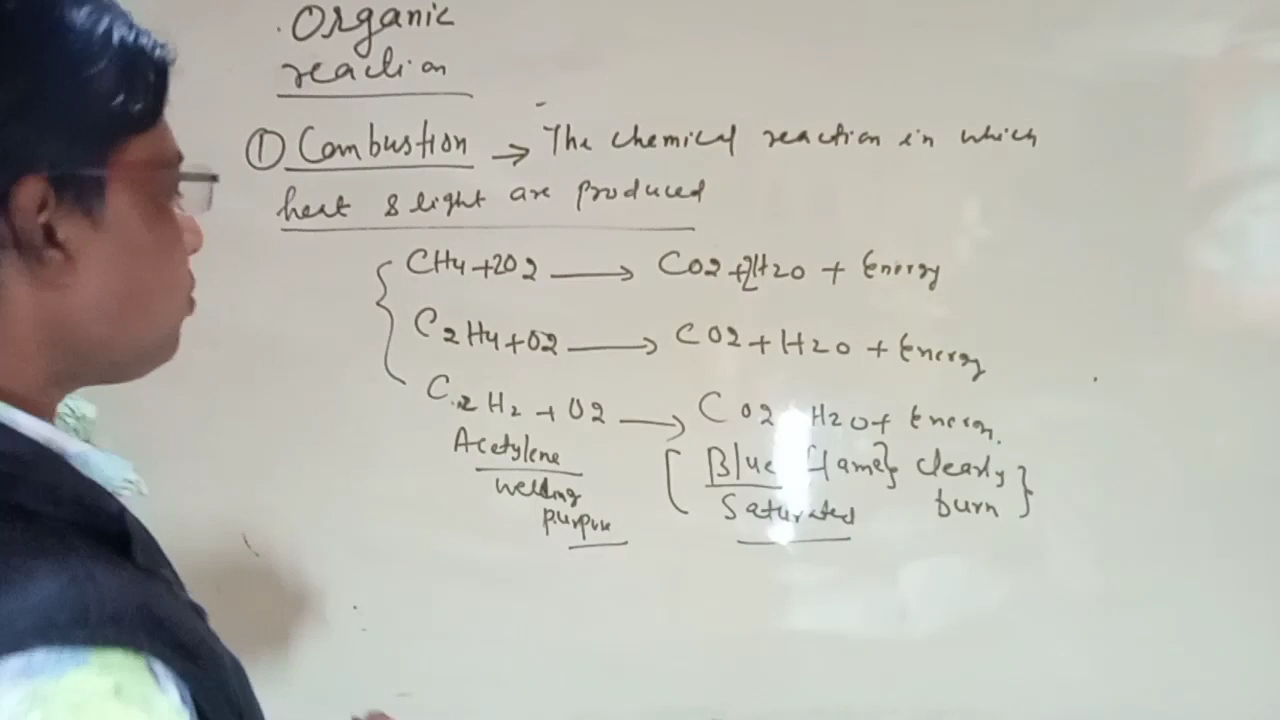 Organic
reaction
① Combustion → The chemical reaction in which
heat & light are produced
CH4 + 2O2 ⟶ CO2 + 2H2O + Energy
C2H4 + O2 ⟶ CO2 + H2O + Energy
C2H2 + O2 ⟶ CO2 H2O + Energy.
Acetylene [ Blue flame} clearly
welding Saturated burn }
purpose